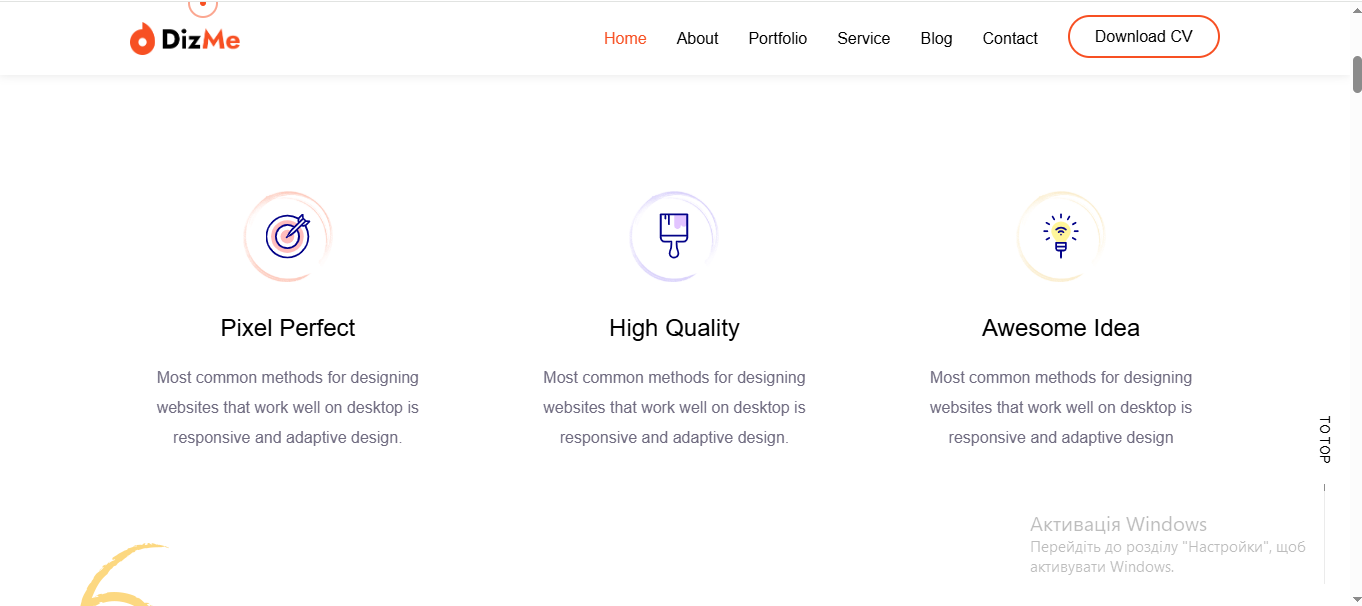 DizMe
Home About Portfolio Service Blog Contact Download CV
Pixel Perfect
Most common methods for designing
websites that work well on desktop is
responsive and adaptive design.
High Quality
Most common methods for designing
websites that work well on desktop is
responsive and adaptive design.
Awesome Idea
Most common methods for designing
websites that work well on desktop is
responsive and adaptive design
TO TOP
Активація Windows
Перейдіть до розділу "Настройки", щоб
активувати Windows.